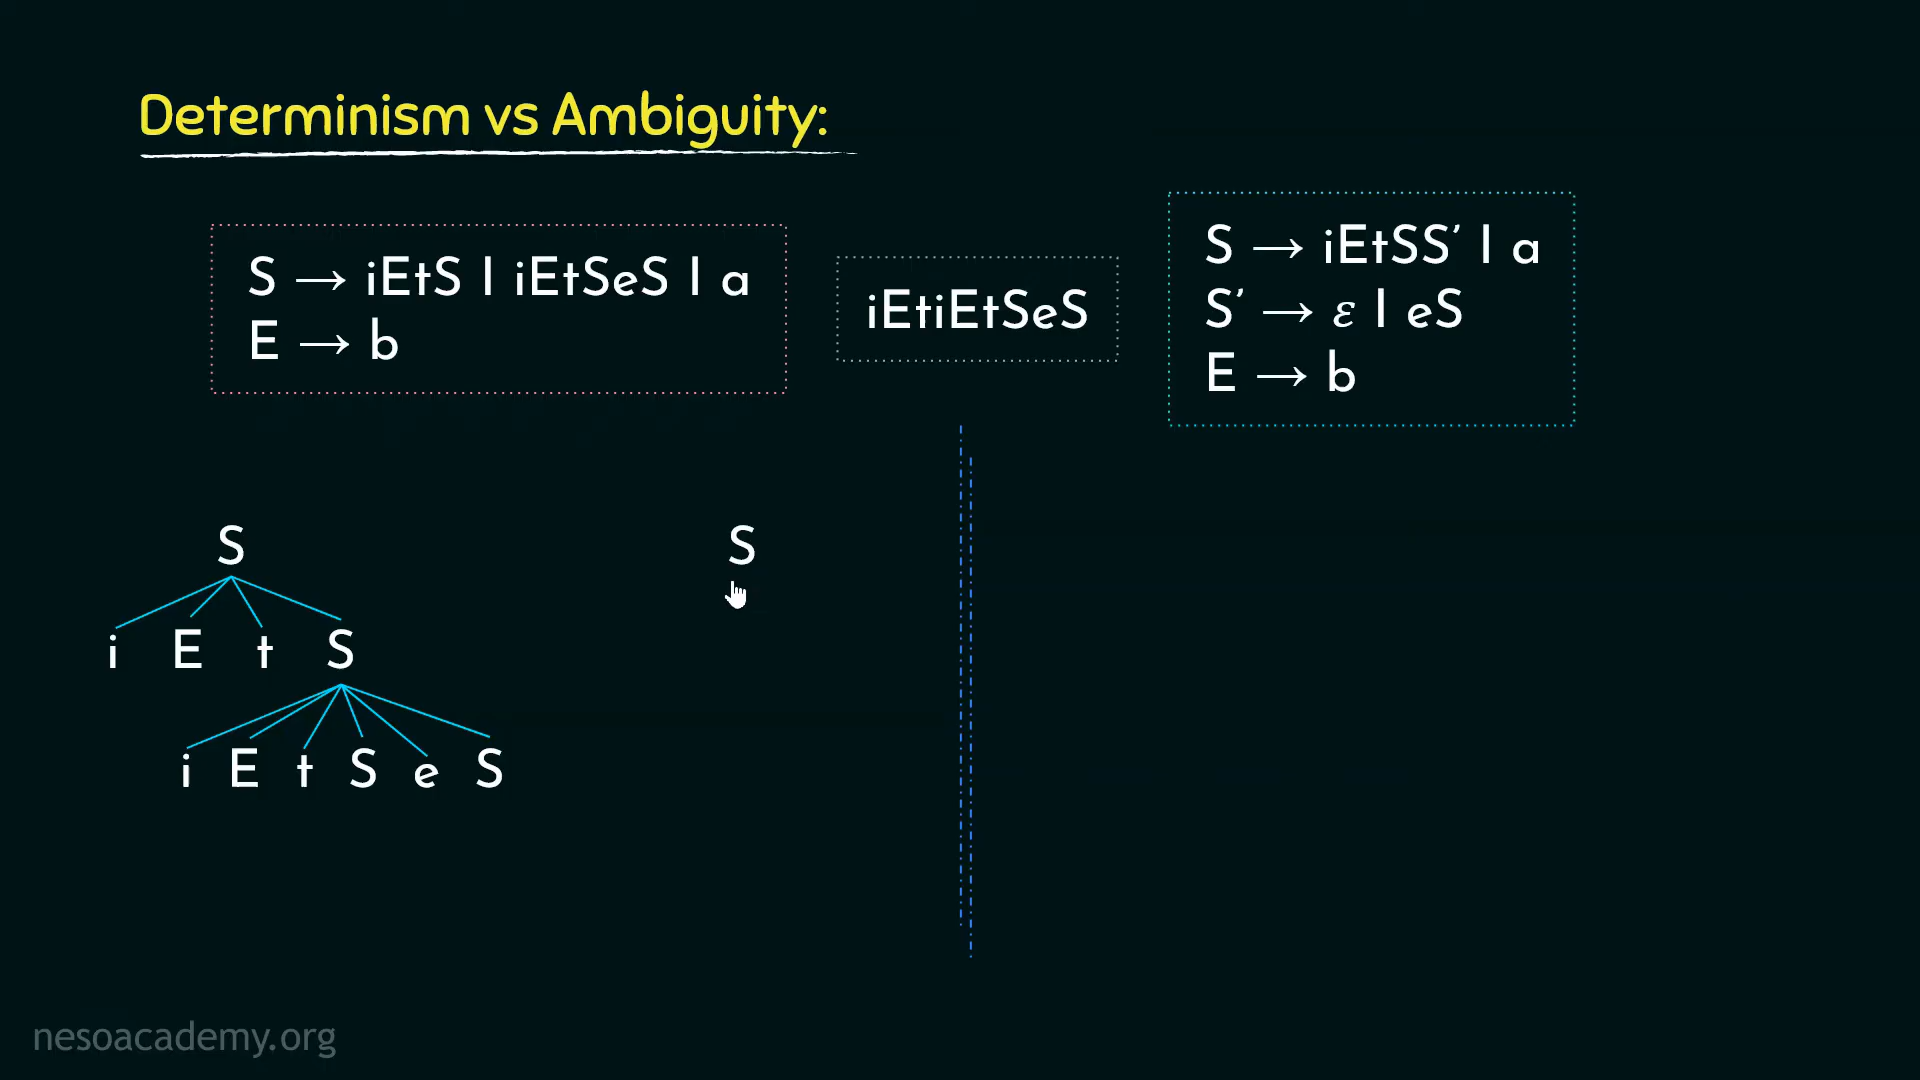 Determinism vs Ambiguity:
S → iEtS | iEtSeS | a
E → b
iEtiEtSeS
S → iEtSS’ | a
S’ → ε | eS
E → b
S
i E t S
i E t S e S
S
nesoacademy.org